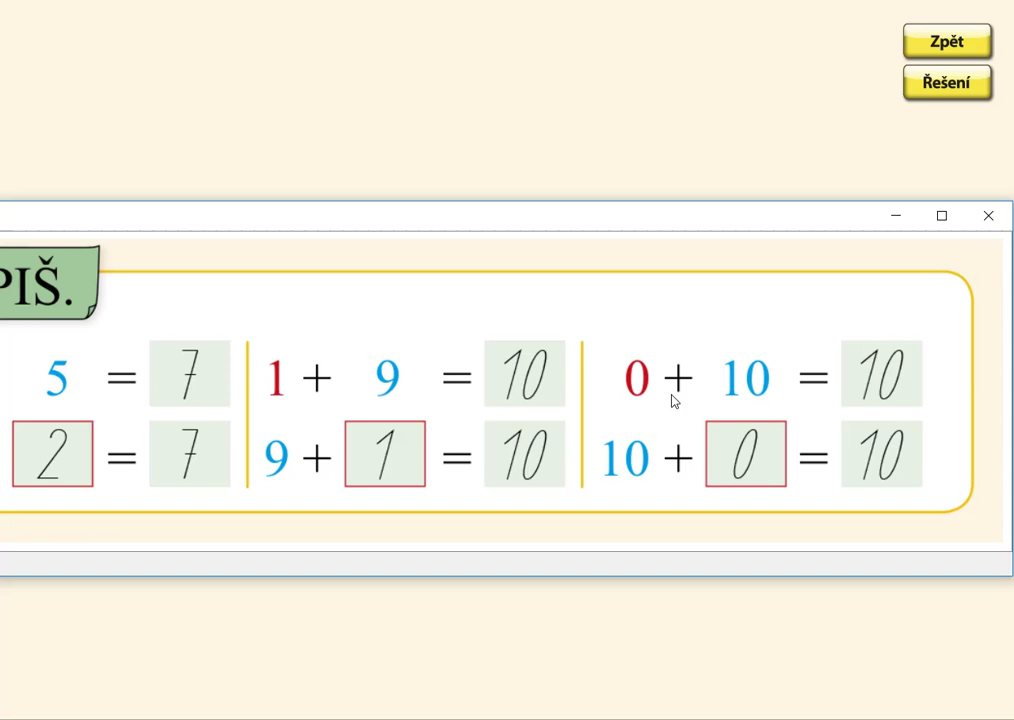 Zpět
Řešení
PIŠ.
5 = 7 1 + 9 = 10 0 + 10 = 10
2 = 7 9 + 1 = 10 10 + 0 = 10